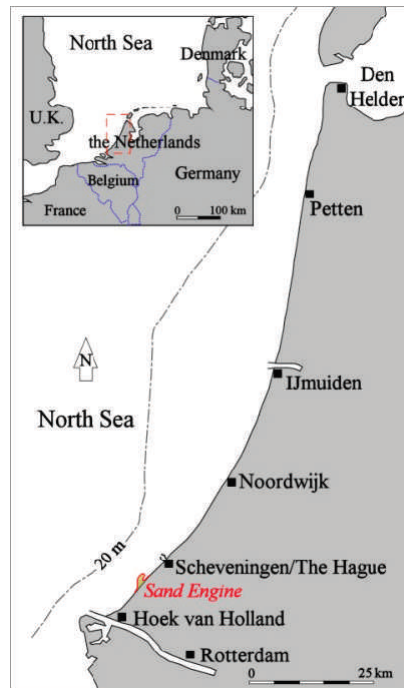 North Sea
Denmark
U.K.
the Netherlands
Belgium
Germany
France
0 100 km
Den
Helder
Petten
N
IJmuiden
North Sea
Noordwijk
20 m
Scheveningen/The Hague
Sand Engine
Hoek van Holland
Rotterdam
0 25 km